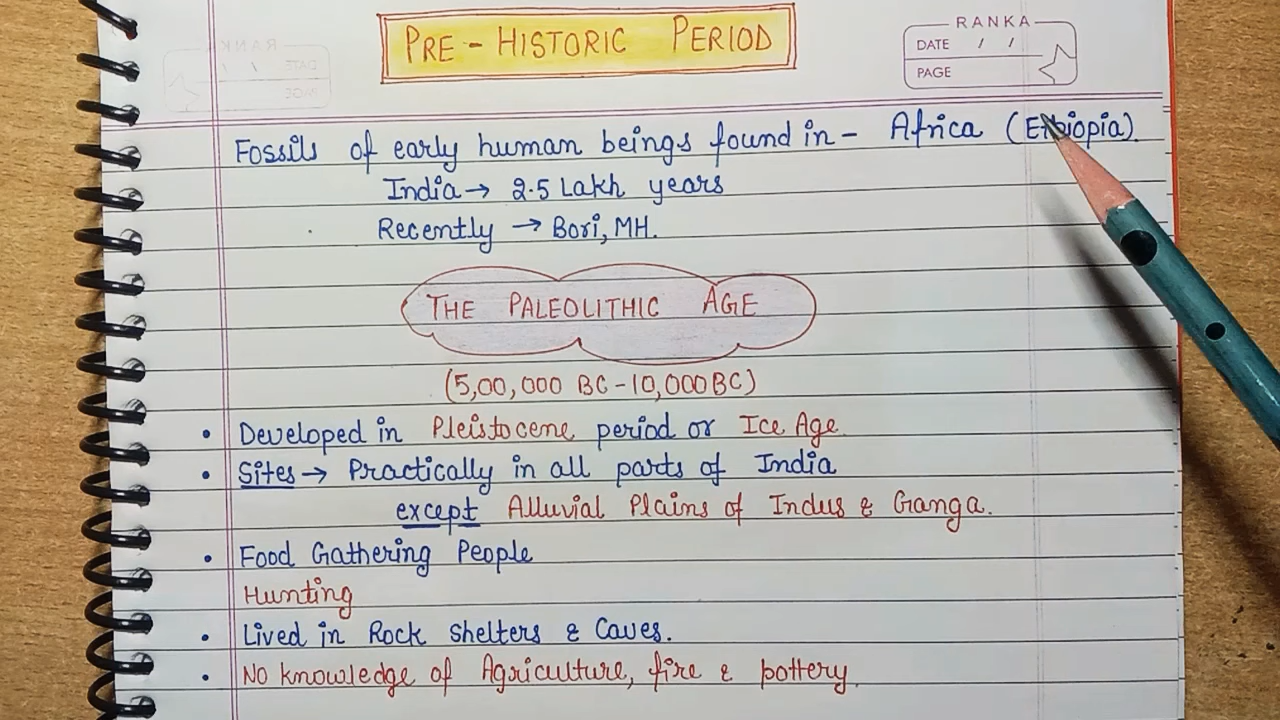 PRE-HISTORIC PERIOD
RANKA
DATE / /
PAGE
Fossils of early human beings found in - Africa (Ethiopia)
India → 2.5 Lakh years
Recently → Bori, MH.
THE PALEOLITHIC AGE
(5,00,000 BC-10,000BC)
• Developed in Pleistocene period or Ice Age
• Sites → Practically in all parts of India
except Alluvial Plains of Indus & Ganga.
• Food Gathering People
Hunting
• Lived in Rock shelters & Caves.
• No knowledge of Agriculture, fire & pottery.